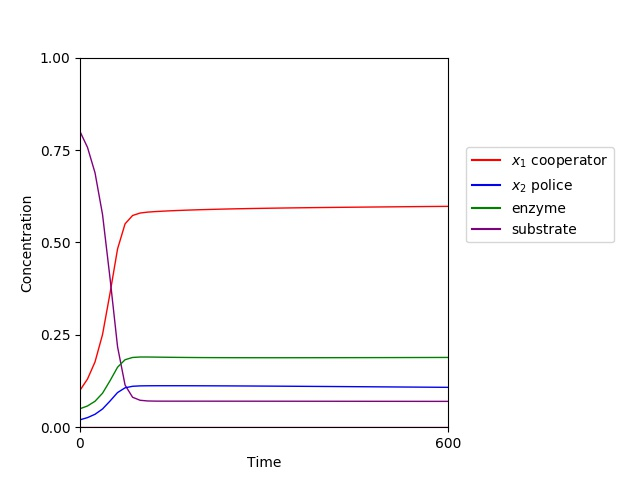 1.00
0.75
0.50
0.25
0.00
Concentration
0
600
Time
x₁ cooperator
x₂ police
enzyme
substrate